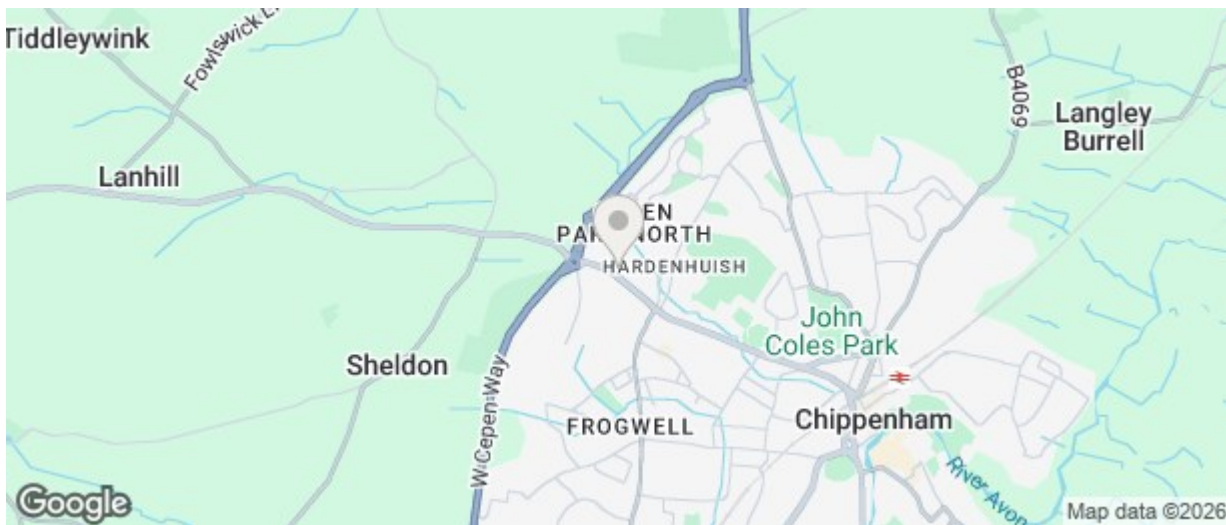 Tiddleywink
Fowlswick L
B4069
Langley
Burrell
Lanhill
EN
PAR NORTH
HARDENHUISH
John
Coles Park
Sheldon
W Cepen Way
FROGWELL
Chippenham
River Avon
Google
Map data ©2026